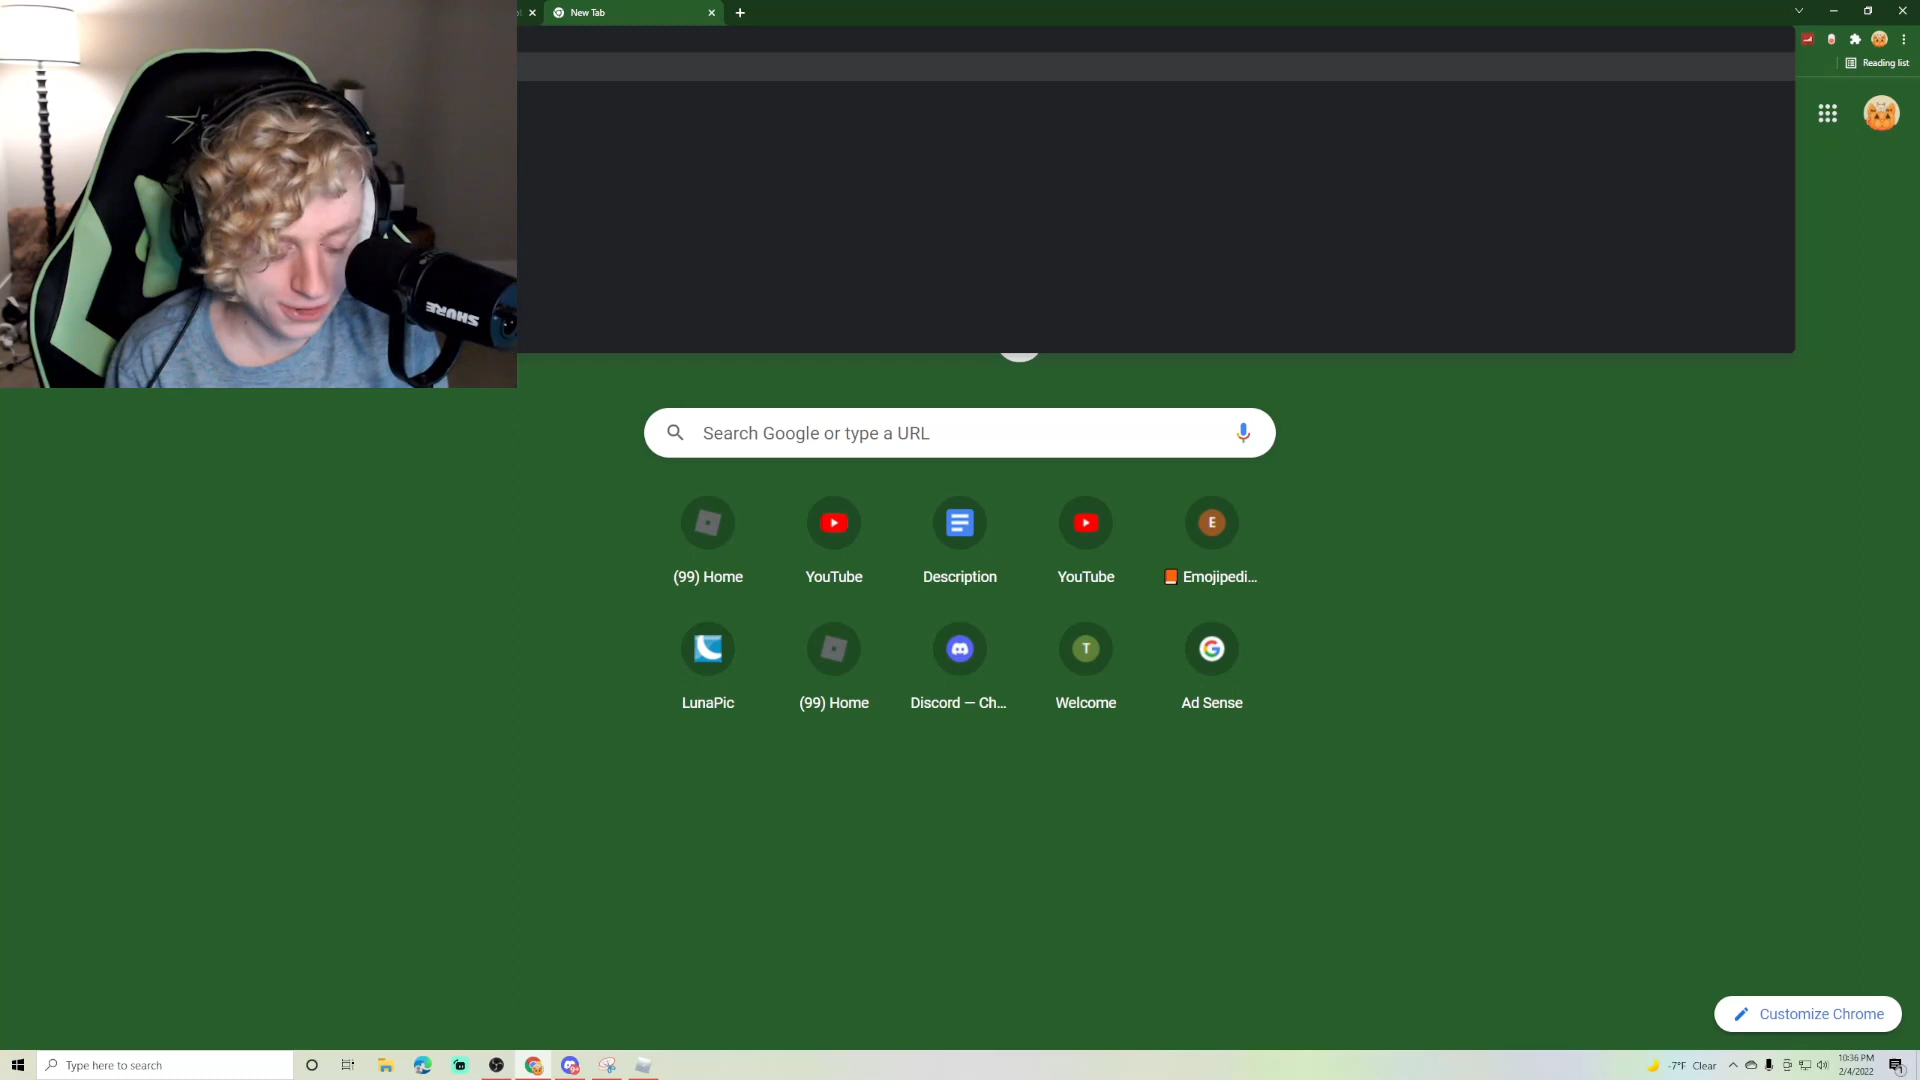 New Tab
Reading list
SHURE
Search Google or type a URL
(99) Home
YouTube
Description
YouTube
E
Emojipedi...
LunaPic
(99) Home
Discord — Ch...
T
Welcome
Ad Sense
Customize Chrome
Type here to search
-7°F Clear
10:36 PM
2/4/2022